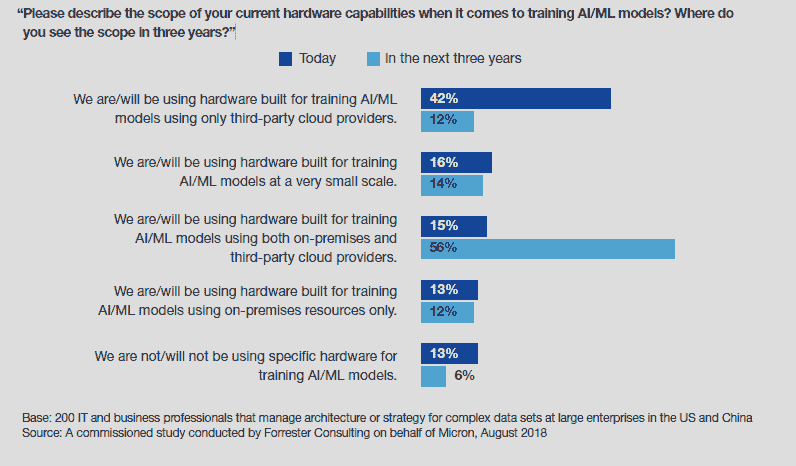 “Please describe the scope of your current hardware capabilities when it comes to training AI/ML models? Where do
you see the scope in three years?”
Today
In the next three years
We are/will be using hardware built for training AI/ML
models using only third-party cloud providers.
42%
12%
We are/will be using hardware built for training
AI/ML models at a very small scale.
16%
14%
We are/will be using hardware built for training
AI/ML models using both on-premises and
third-party cloud providers.
15%
56%
We are/will be using hardware built for training
AI/ML models using on-premises resources only.
13%
12%
We are not/will not be using specific hardware for
training AI/ML models.
13%
6%
Base: 200 IT and business professionals that manage architecture or strategy for complex data sets at large enterprises in the US and China
Source: A commissioned study conducted by Forrester Consulting on behalf of Micron, August 2018